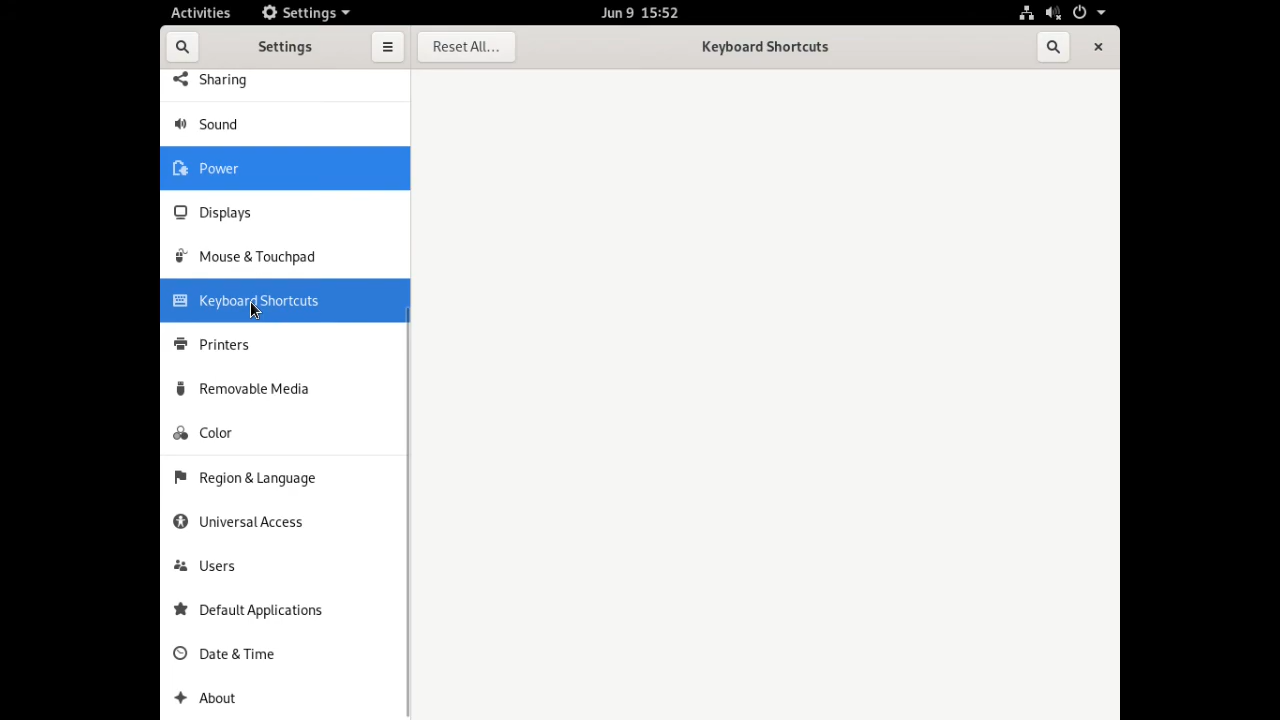 Activities
Settings
Jun 9 15:52
Settings
Reset All...
Keyboard Shortcuts
Sharing
Sound
Power
Displays
Mouse & Touchpad
Keyboard Shortcuts
Printers
Removable Media
Color
Region & Language
Universal Access
Users
Default Applications
Date & Time
About